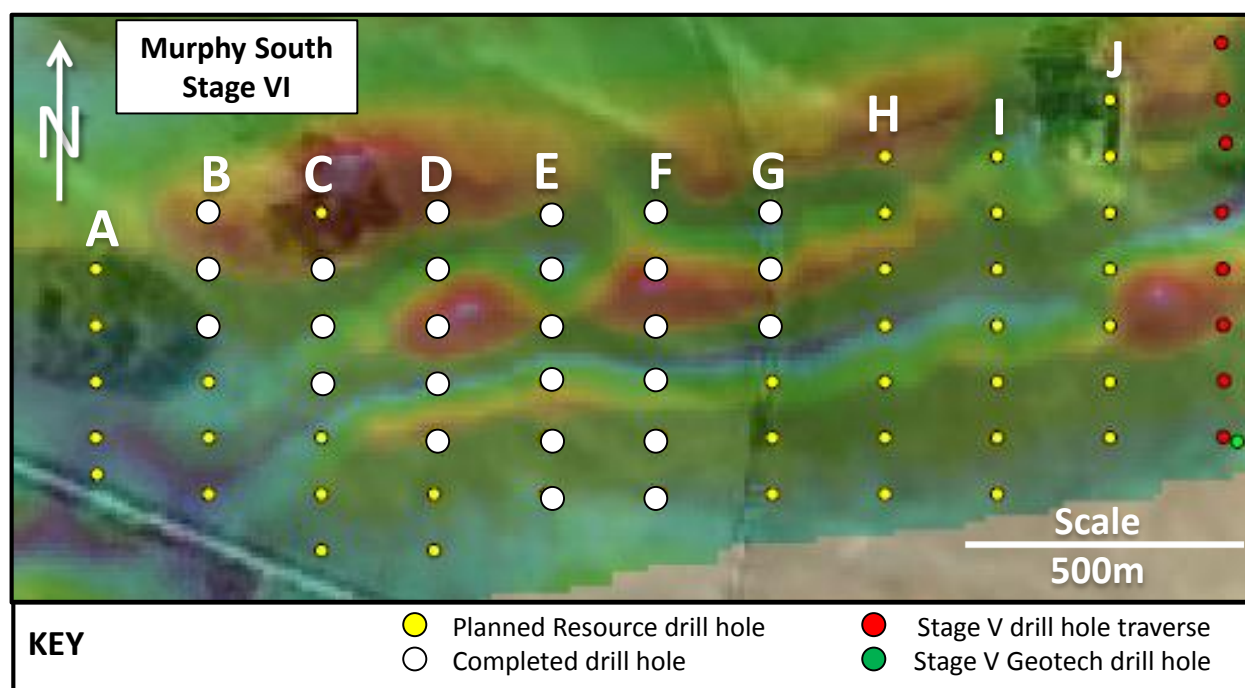 Murphy South
Stage VI
N
A
B
C
D
E
F
G
H
I
J
Scale
500m
KEY
Planned Resource drill hole
Completed drill hole
Stage V drill hole traverse
Stage V Geotech drill hole